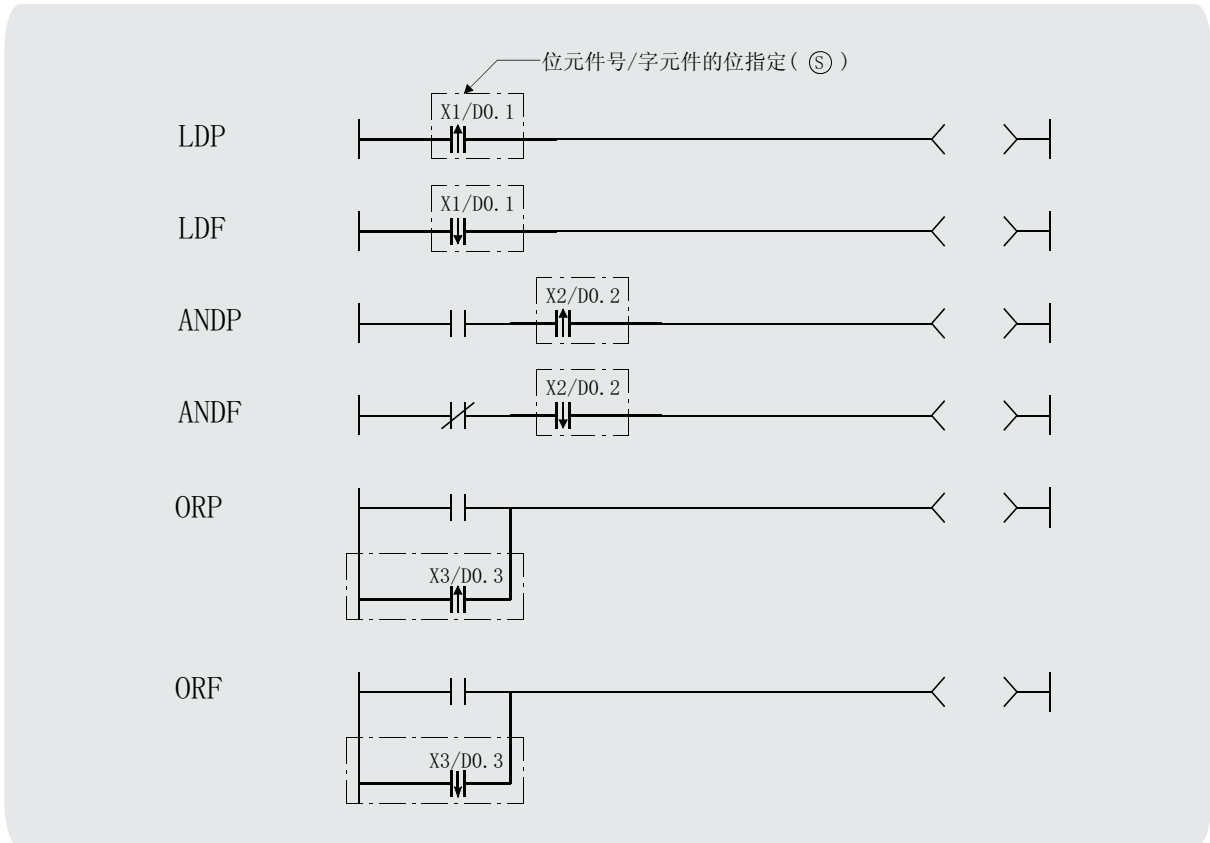 位元件号/字元件的位指定( Ⓢ )
LDP
X1/D0.1
LDF
X1/D0.1
ANDP
X2/D0.2
ANDF
X2/D0.2
ORP
X3/D0.3
ORF
X3/D0.3